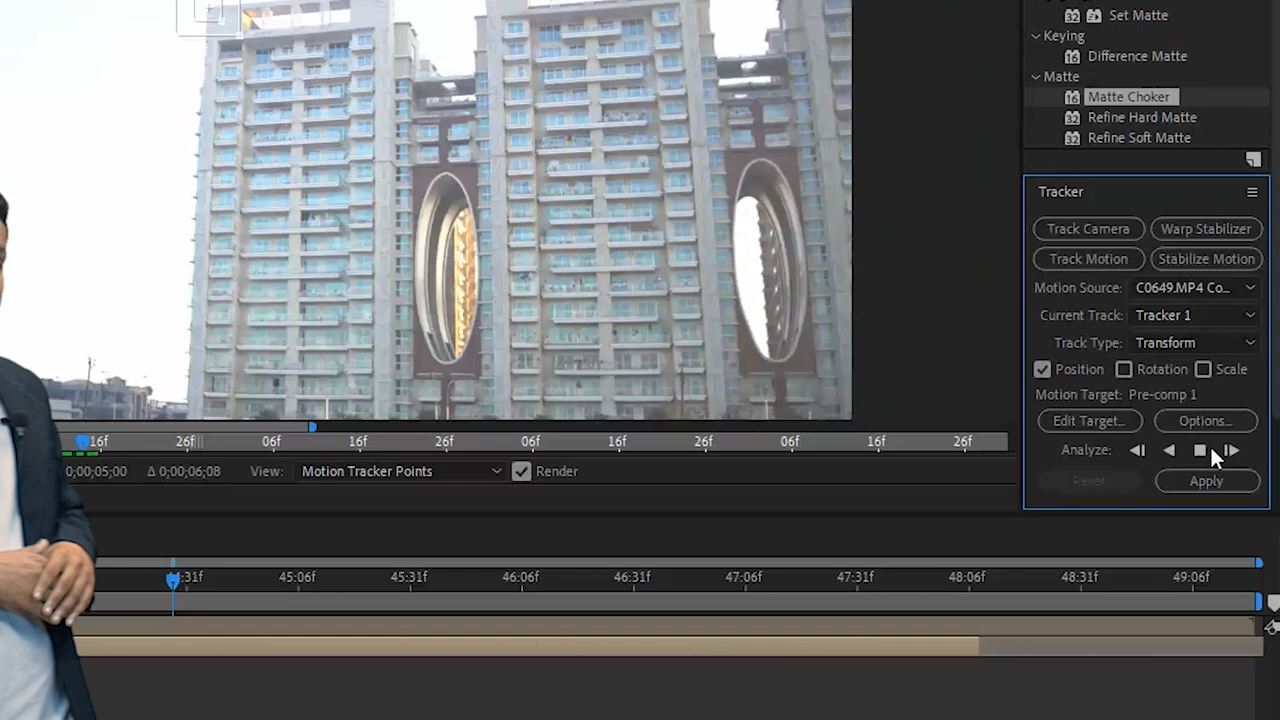 Set Matte
Keying
Difference Matte
Matte
Matte Choker
Refine Hard Matte
Refine Soft Matte
Tracker
Track Camera Warp Stabilizer
Track Motion Stabilize Motion
Motion Source: C0649.MP4 Co...
Current Track: Tracker 1
Track Type: Transform
Position Rotation Scale
Motion Target: Pre-comp 1
Edit Target... Options...
Analyze:
Reset Apply
16f 26f 06f 16f 26f 06f 16f 26f 06f 16f 26f
0;00;05;00 Δ 0;00;06;08 View: Motion Tracker Points Render
:31f 45:06f 45:31f 46:06f 46:31f 47:06f 47:31f 48:06f 48:31f 49:06f